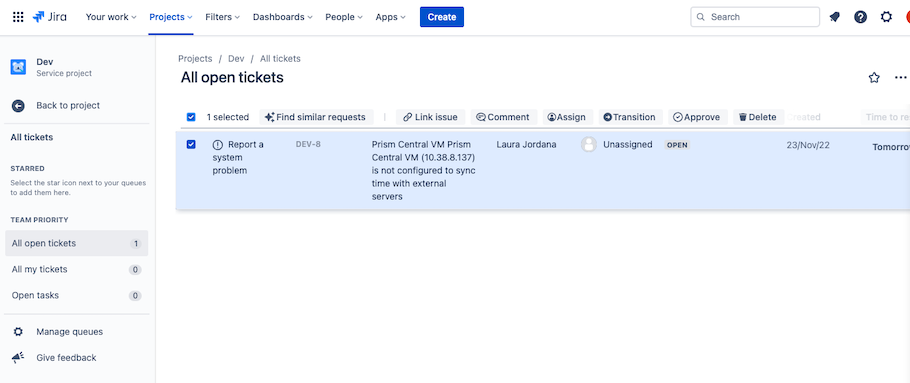 Jira Your work Projects Filters Dashboards People Apps Create Search
Dev
Service project
Back to project
All tickets
STARRED
Select the star icon next to your queues
to add them here.
TEAM PRIORITY
All open tickets 1
All my tickets 0
Open tasks 0
Manage queues
Give feedback
Projects / Dev / All tickets
All open tickets
1 selected Find similar requests Link issue Comment Assign Transition Approve Delete Created Time to re
Report a DEV-8 Prism Central VM Prism Laura Jordana Unassigned OPEN 23/Nov/22 Tomorrow
system Central VM (10.38.8.137)
problem is not configured to sync
time with external
servers